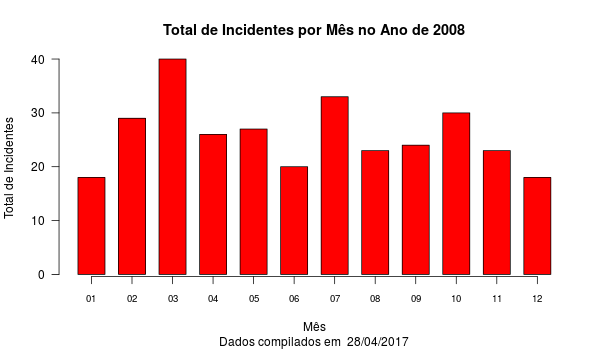 Total de Incidentes por Mês no Ano de 2008
Total de Incidentes
40
30
20
10
0
01 02 03 04 05 06 07 08 09 10 11 12
Mês
Dados compilados em 28/04/2017